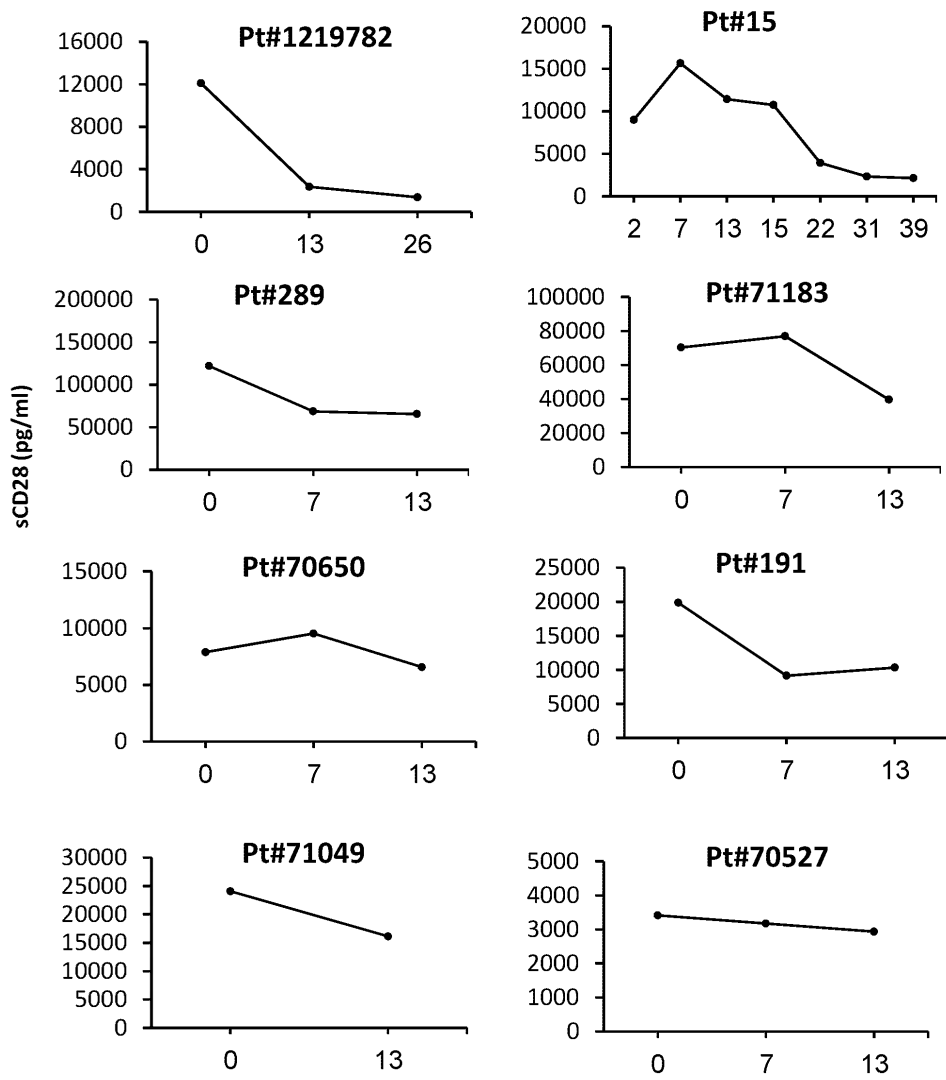 Pt#1219782
16000
12000
8000
4000
0
0 13 26
Pt#15
20000
15000
10000
5000
0
2 7 13 15 22 31 39
sCD28 (pg/ml)
Pt#289
200000
150000
100000
50000
0
0 7 13
Pt#71183
100000
80000
60000
40000
20000
0
0 7 13
Pt#70650
15000
10000
5000
0
0 7 13
Pt#191
25000
20000
15000
10000
5000
0
0 7 13
Pt#71049
30000
25000
20000
15000
10000
5000
0
0 13
Pt#70527
5000
4000
3000
2000
1000
0
0 7 13